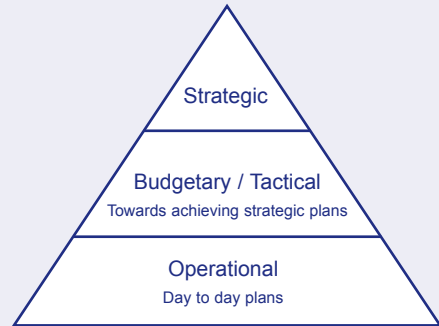 Strategic
Budgetary / Tactical
Towards achieving strategic plans
Operational
Day to day plans